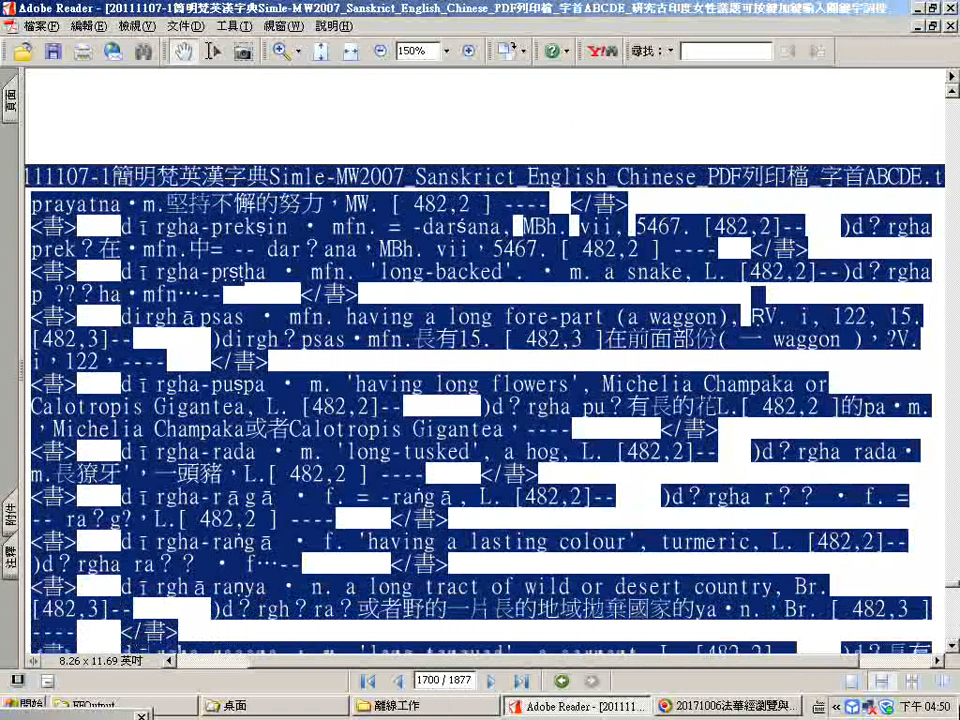 Adobe Reader - [20111107-1簡明梵英漢字典Simle-MW2007_Sanskrict_English_Chinese_PDF列印檔_字首ABCDE_研究古印度女性議題可按快捷鍵輸入關鍵字詞搜
檔案(F) 編輯(E) 檢視(V) 文件(D) 工具(T) 視窗(W) 說明(H)
150% Y! 尋找:
頁面
111107-1簡明梵英漢字典Simle-MW2007_Sanskrict_English_Chinese_PDF列印檔_字首ABCDE.t
prayatna‧m.堅持不懈的努力，MW. [ 482,2 ] ---- </書>
<書> dīrgha-prekṣin ‧ mfn. = -darśana, MBh. vii, 5467. [482,2]-- )d?rgha
prek?在‧mfn.中= -- dar?ana，MBh. vii，5467. [ 482,2 ] ---- </書>
<書> dīrgha-pṛṣṭha ‧ mfn. 'long-backed'. ‧ m. a snake, L. [482,2]--)d?rgha
p ???ha‧mfn…-- </書>
<書> dirghāpsas ‧ mfn. having a long fore-part (a waggon), RV. i, 122, 15.
[482,3]-- )dirgh?psas‧mfn.長有15. [ 482,3 ]在前面部份( 一 waggon )，?V.
i，122，---- </書>
<書> dīrgha-puṣpa ‧ m. 'having long flowers', Michelia Champaka or
Calotropis Gigantea, L. [482,2]-- )d?rgha pu?有長的花L.[ 482,2 ]的pa‧m.
，Michelia Champaka或者Calotropis Gigantea，---- </書>
<書> dīrgha-rada ‧ m. 'long-tusked', a hog, L. [482,2]-- )d?rgha rada‧
m.長獠牙'，一頭豬，L.[ 482,2 ] ---- </書>
<書> dīrgha-rāgā ‧ f. = -raṅgā, L. [482,2]-- )d?rgha r?? ‧ f. =
-- ra?g?，L.[ 482,2 ] ---- </書>
<書> dīrgha-raṅgā ‧ f. 'having a lasting colour', turmeric, L. [482,2]--
)d?rgha ra?? ‧ f…-- </書>
<書> dīrghāraṇya ‧ n. a long tract of wild or desert country, Br.
[482,3]-- )d?rgh?ra?或者野的一片長的地域拋棄國家的ya‧n.，Br. [ 482,3 ]
---- </書>
附件
註釋
8.26 x 11.69 英吋
1700 / 1877
開始 EEOutput 桌面 離線工作 Adobe Reader - [20111... 20171006法華經瀏覽與... 下午 04:50